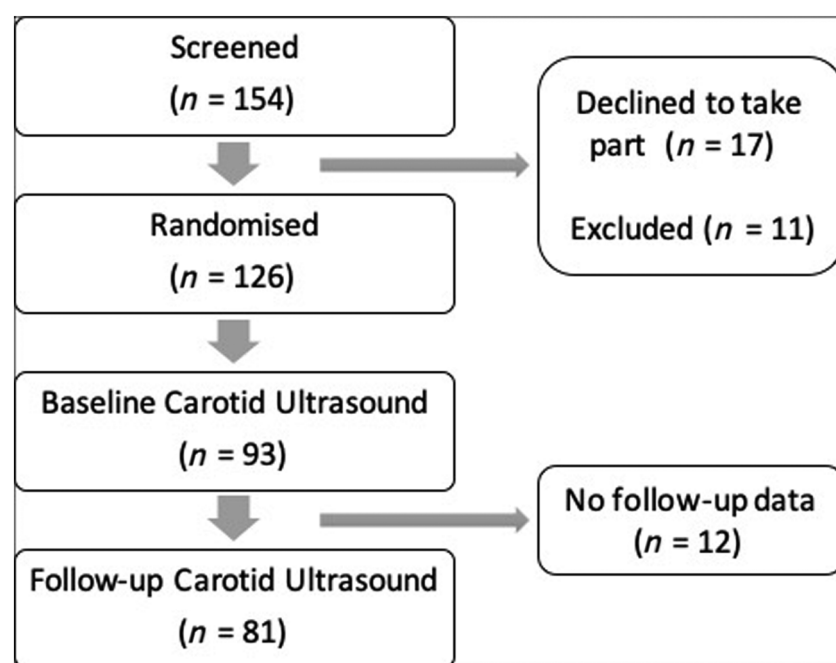 Screened
(n = 154)
Declined to take
part (n = 17)
Excluded (n = 11)
Randomised
(n = 126)
Baseline Carotid Ultrasound
(n = 93)
No follow-up data
(n = 12)
Follow-up Carotid Ultrasound
(n = 81)